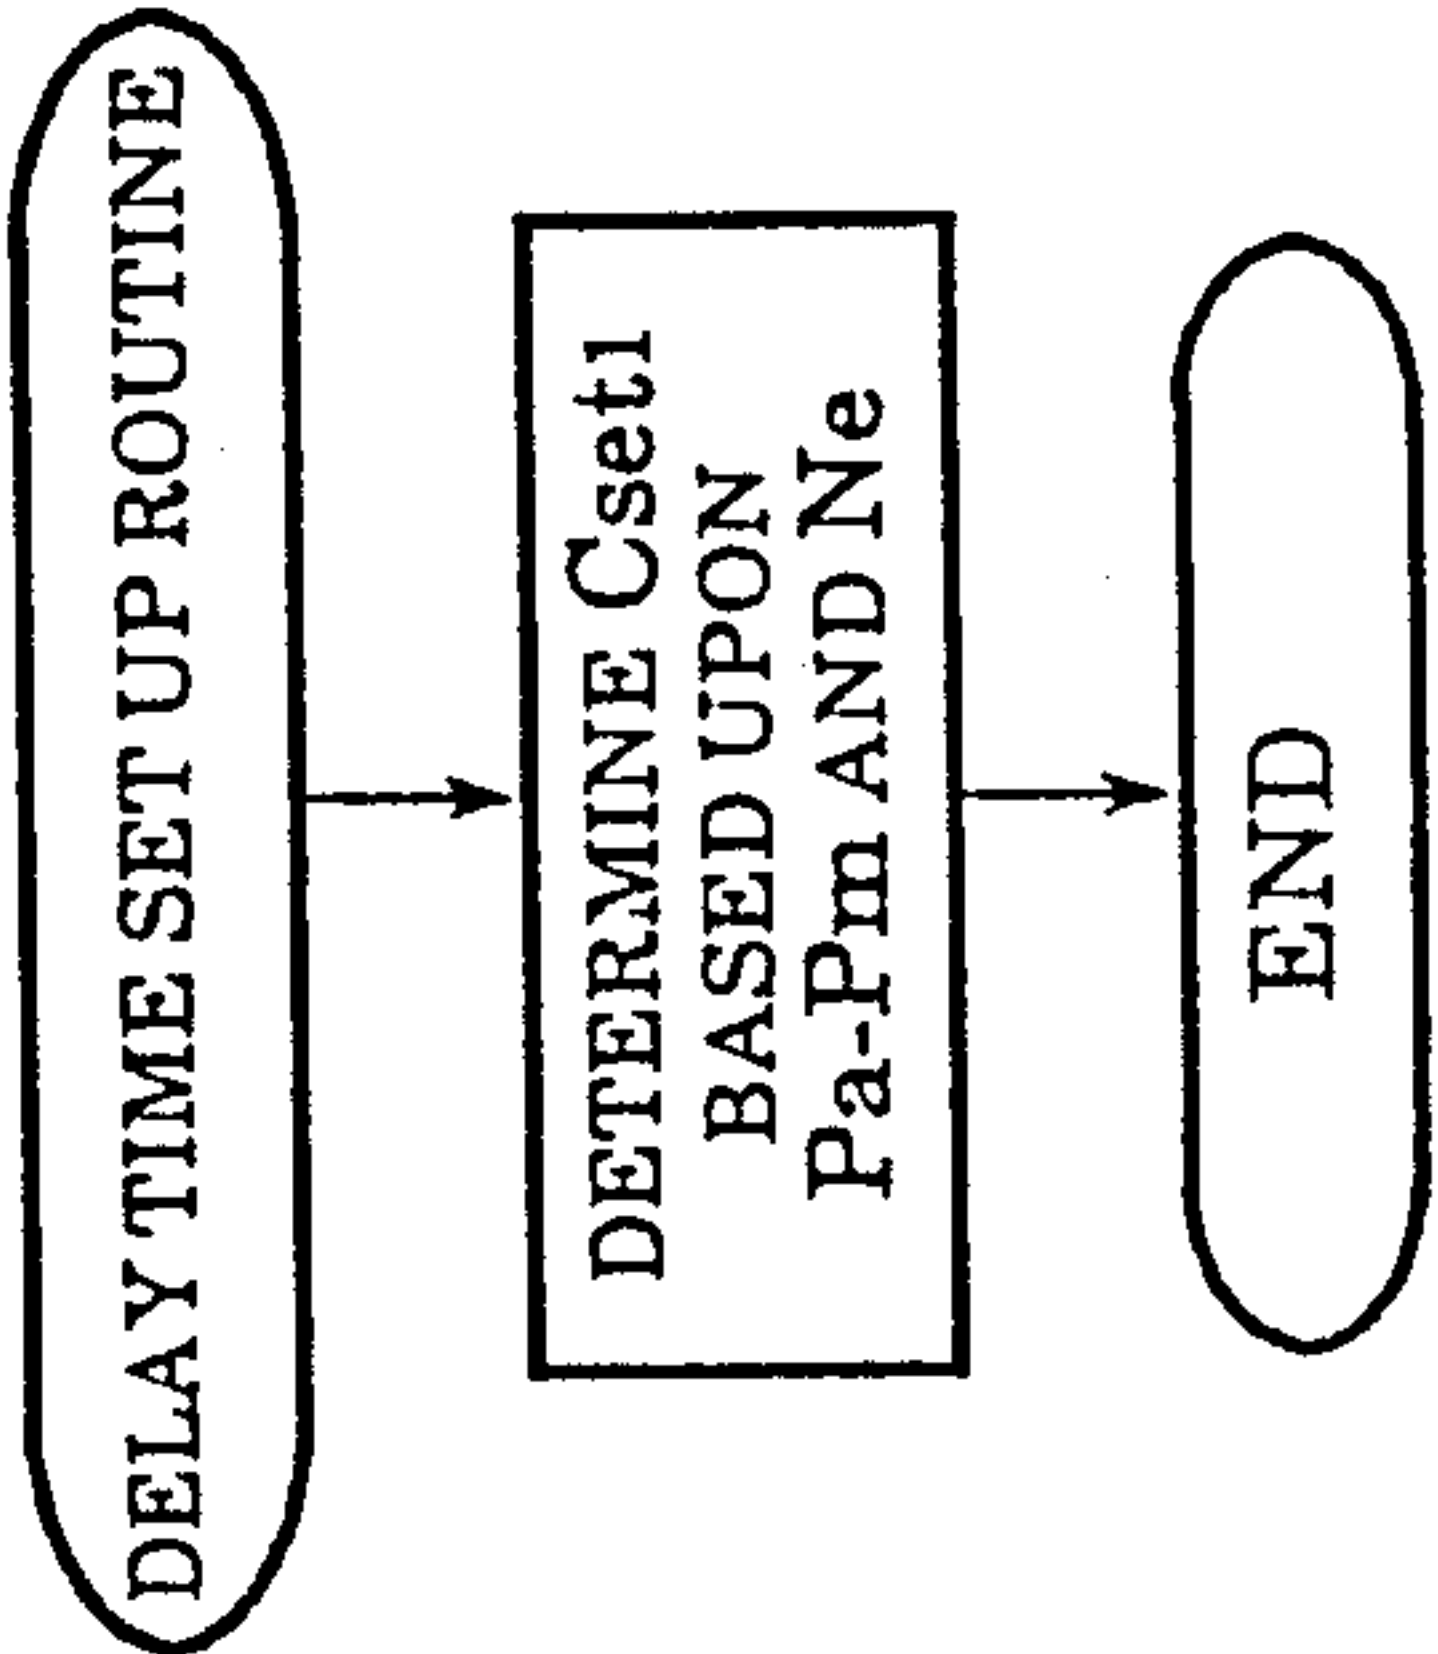 DELAY TIME SET UP ROUTINE
DETERMINE Cset1
BASED UPON
Pa-Pm AND Ne
END